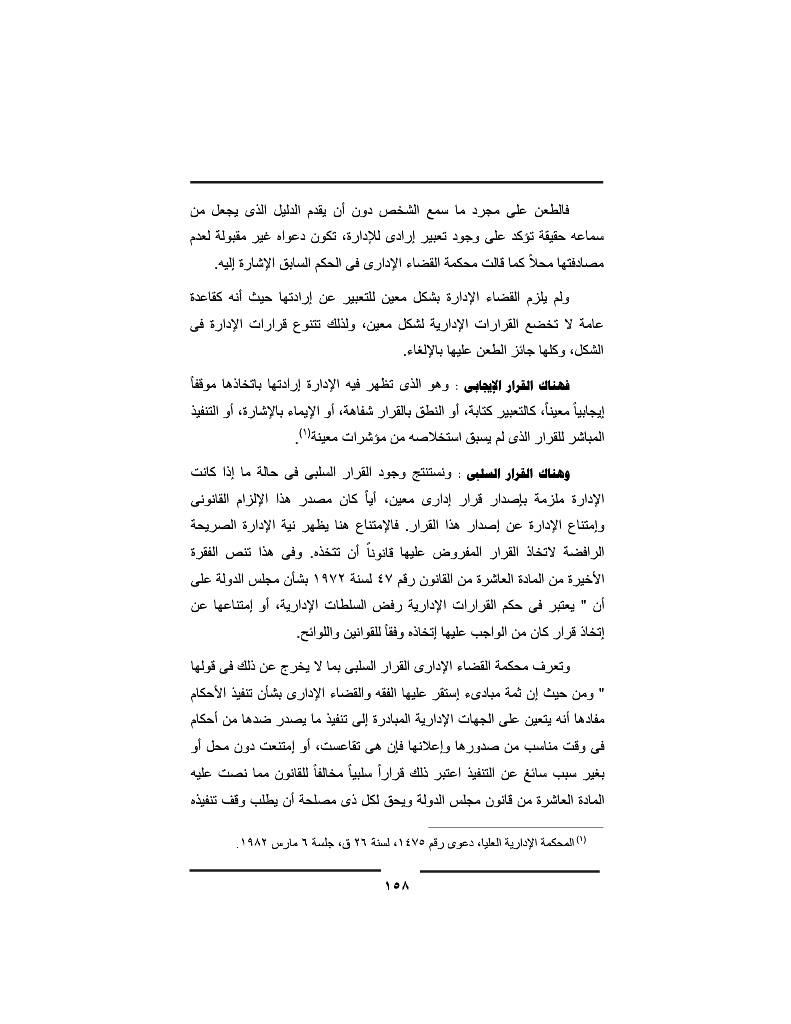 فالطعن على مجرد ما سمع الشخص دون أن يقدم الدليل الذى يجعل من
سماعه حقيقة تؤكد على وجود تعبير إرادى للإدارة، تكون دعواه غير مقبولة لعدم
مصادفتها محلاً كما قالت محكمة القضاء الإدارى فى الحكم السابق الإشارة إليه.
ولم يلزم القضاء الإدارة بشكل معين للتعبير عن إرادتها حيث أنه كقاعدة
عامة لا تخضع القرارات الإدارية لشكل معين، ولذلك تتنوع قرارات الإدارة فى
الشكل، وكلها جائز الطعن عليها بالإلغاء.
فهناك القرار الإيجابى : وهو الذى تظهر فيه الإدارة إرادتها باتخاذها موقفاً
إيجابياً معيناً، كالتعبير كتابة، أو النطق بالقرار شفاهة، أو الإيماء بالإشارة، أو التنفيذ
المباشر للقرار الذى لم يسبق استخلاصه من مؤشرات معينة(١).
وهناك القرار السلبى : ونستنتج وجود القرار السلبى فى حالة ما إذا كانت
الإدارة ملزمة بإصدار قرار إدارى معين، أياً كان مصدر هذا الإلزام القانونى
وإمتناع الإدارة عن إصدار هذا القرار. فالإمتناع هنا يظهر نية الإدارة الصريحة
الرافضة لاتخاذ القرار المفروض عليها قانوناً أن تتخذه. وفى هذا تنص الفقرة
الأخيرة من المادة العاشرة من القانون رقم ٤٧ لسنة ١٩٧٢ بشأن مجلس الدولة على
أن " يعتبر فى حكم القرارات الإدارية رفض السلطات الإدارية، أو إمتناعها عن
إتخاذ قرار كان من الواجب عليها إتخاذه وفقاً للقوانين واللوائح.
وتعرف محكمة القضاء الإدارى القرار السلبى بما لا يخرج عن ذلك فى قولها
" ومن حيث إن ثمة مبادىء إستقر عليها الفقه والقضاء الإدارى بشأن تنفيذ الأحكام
مفادها أنه يتعين على الجهات الإدارية المبادرة إلى تنفيذ ما يصدر ضدها من أحكام
فى وقت مناسب من صدورها وإعلانها فإن هى تقاعست، أو إمتنعت دون محل أو
بغير سبب سائغ عن التنفيذ اعتبر ذلك قراراً سلبياً مخالفاً للقانون مما نصت عليه
المادة العاشرة من قانون مجلس الدولة ويحق لكل ذى مصلحة أن يطلب وقف تنفيذه
(١) المحكمة الإدارية العليا، دعوى رقم ١٤٧٥، لسنة ٢٦ ق، جلسة ٦ مارس ١٩٨٢.
١٥٨